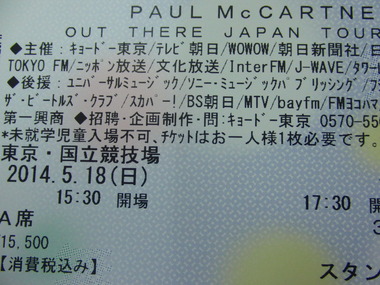 PAUL McCARTNE
OUT THERE JAPAN TOUR
◆主催：キョードー東京/テレビ朝日/WOWOW/朝日新聞社/日
TOKYO FM/ニッポン放送/文化放送/InterFM/J-WAVE/タワーレ
◆後援：ユニバーサルミュージック/ソニー・ミュージックパブリッシング/フ
ザ・ビートルズ・クラブ/スカパー!/BS朝日/MTV/bayfm/FMヨコハマ
第一興商 ◆招聘・企画制作・問：キョードー東京 0570-550
*未就学児童入場不可、チケットはお一人様1枚必要です。
東京・国立競技場
2014.5.18(日)
15:30 開場 17:30 開
A席
¥15,500
【消費税込み】 スタン